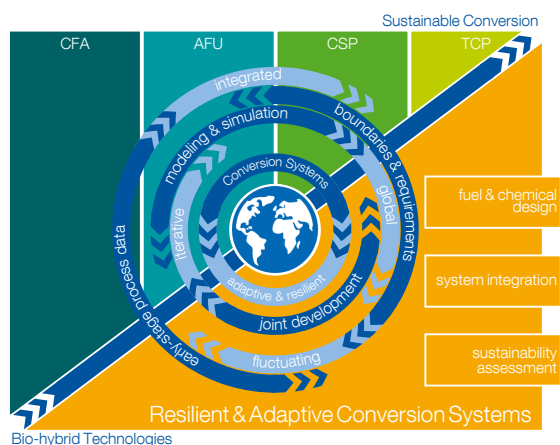 Sustainable Conversion
CFA
AFU
CSP
TCP
integrated
boundaries & requirements
modeling & simulation
Conversion Systems
global
iterative
adaptive & resilient
joint development
early-stage process data
fluctuating
fuel & chemical
design
system integration
sustainability
assessment
Resilient & Adaptive Conversion Systems
Bio-hybrid Technologies